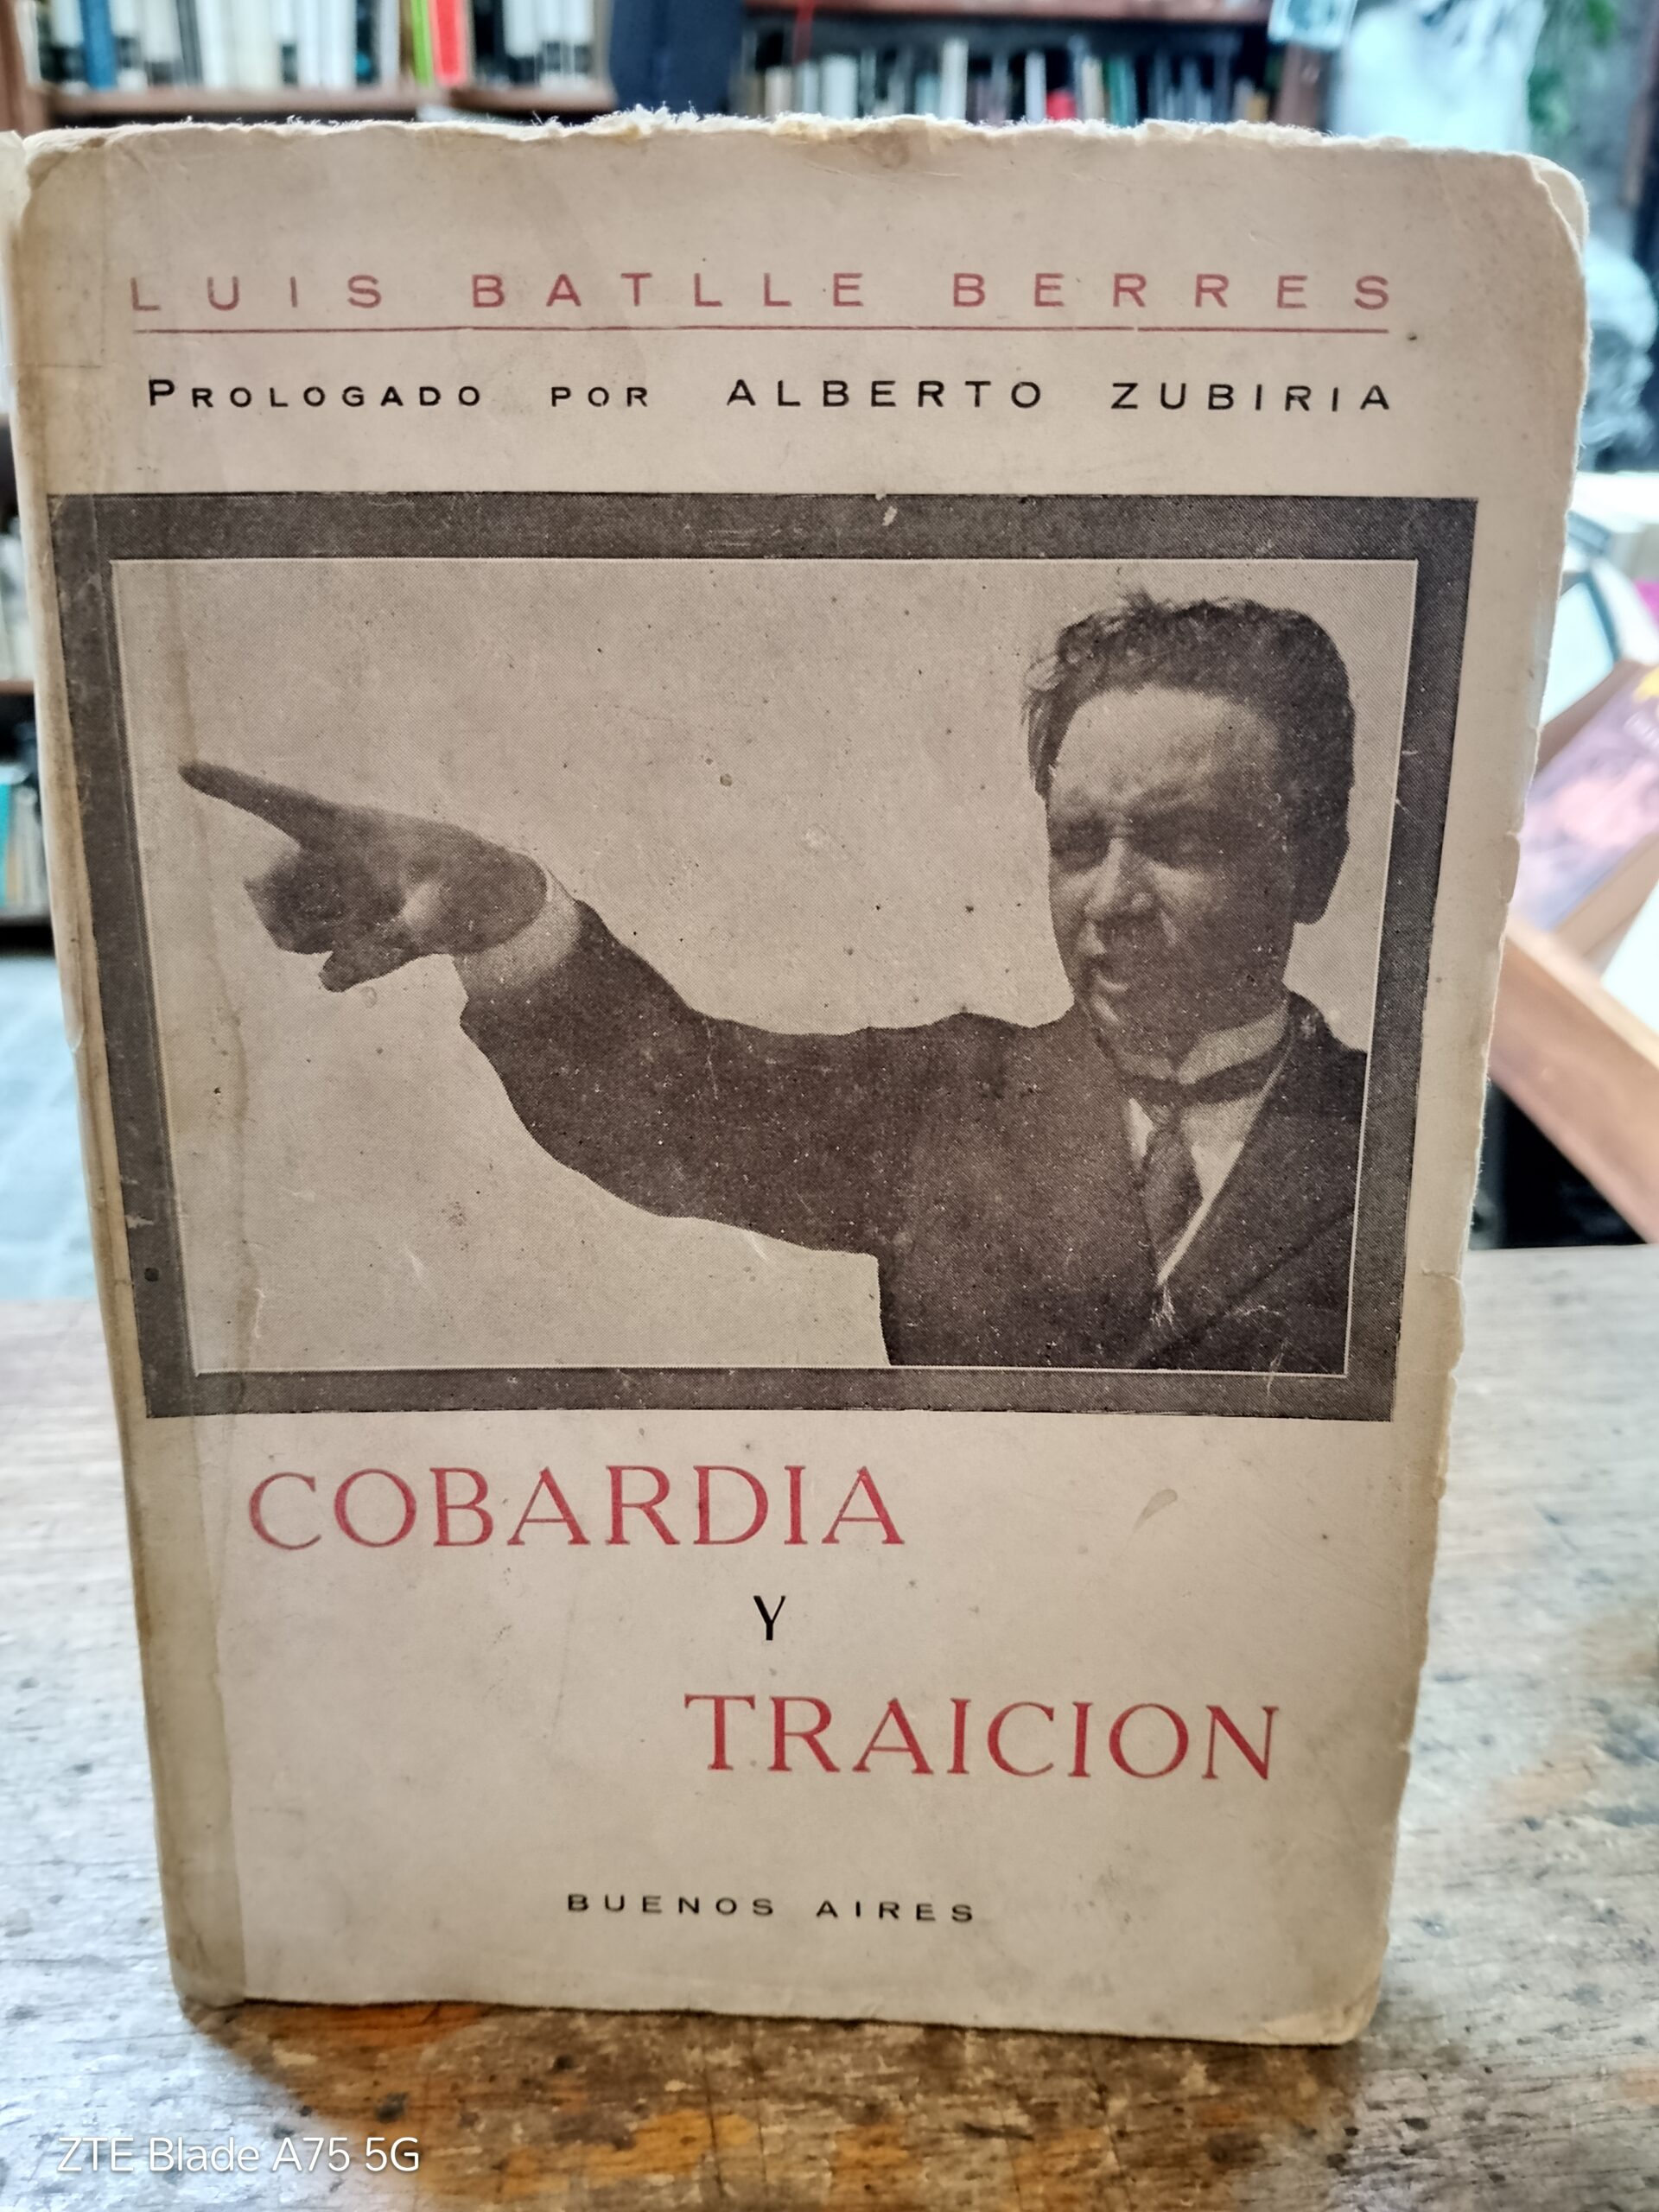 LUIS BATLLE BERRES
PROLOGADO POR ALBERTO ZUBIRIA
COBARDIA
Y
TRAICION
BUENOS AIRES
ZTE Blade A75 5G